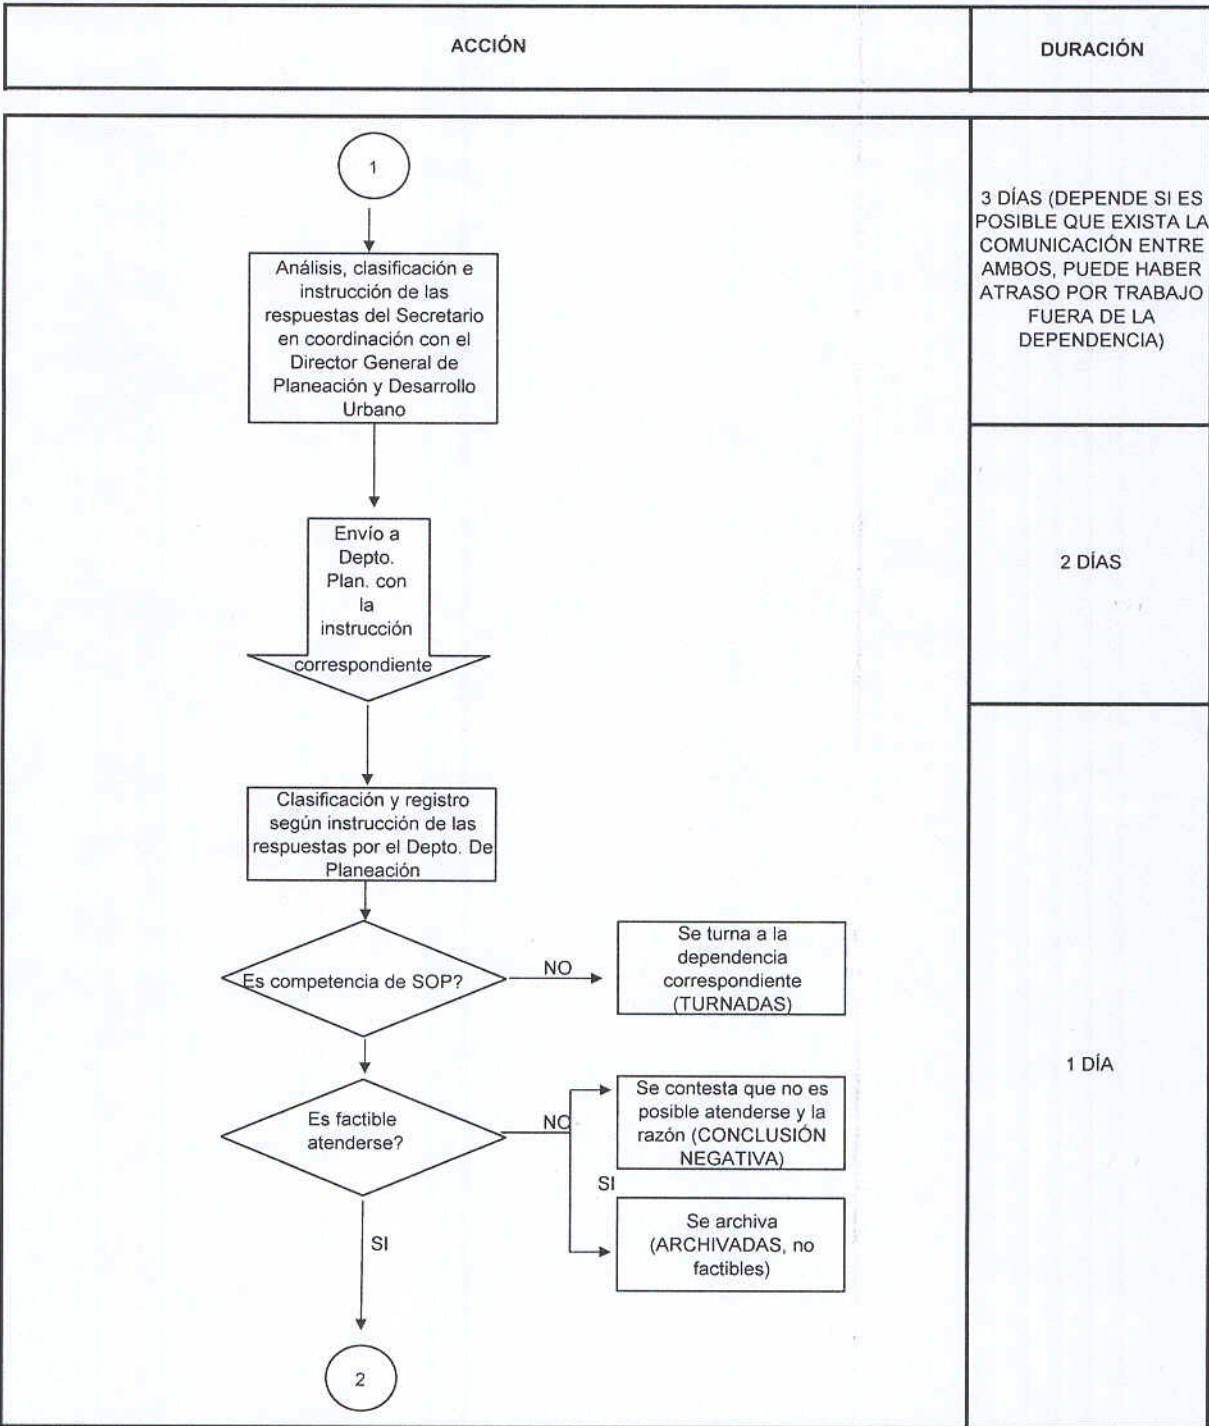 ACCIÓN
DURACIÓN
1
3 DÍAS (DEPENDE SI ES
POSIBLE QUE EXISTA LA
COMUNICACIÓN ENTRE
AMBOS, PUEDE HABER
ATRASO POR TRABAJO
FUERA DE LA
DEPENDENCIA)
Análisis, clasificación e
instrucción de las
respuestas del Secretario
en coordinación con el
Director General de
Planeación y Desarrollo
Urbano
Envío a
Depto.
Plan. con
la
instrucción
correspondiente
2 DÍAS
Clasificación y registro
según instrucción de las
respuestas por el Depto. De
Planeación
Es competencia de SOP?
NO
Se turna a la
dependencia
correspondiente
(TURNADAS)
1 DÍA
Es factible
atenderse?
NO
Se contesta que no es
posible atenderse y la
razón (CONCLUSIÓN
NEGATIVA)
SI
Se archiva
(ARCHIVADAS, no
factibles)
SI
2